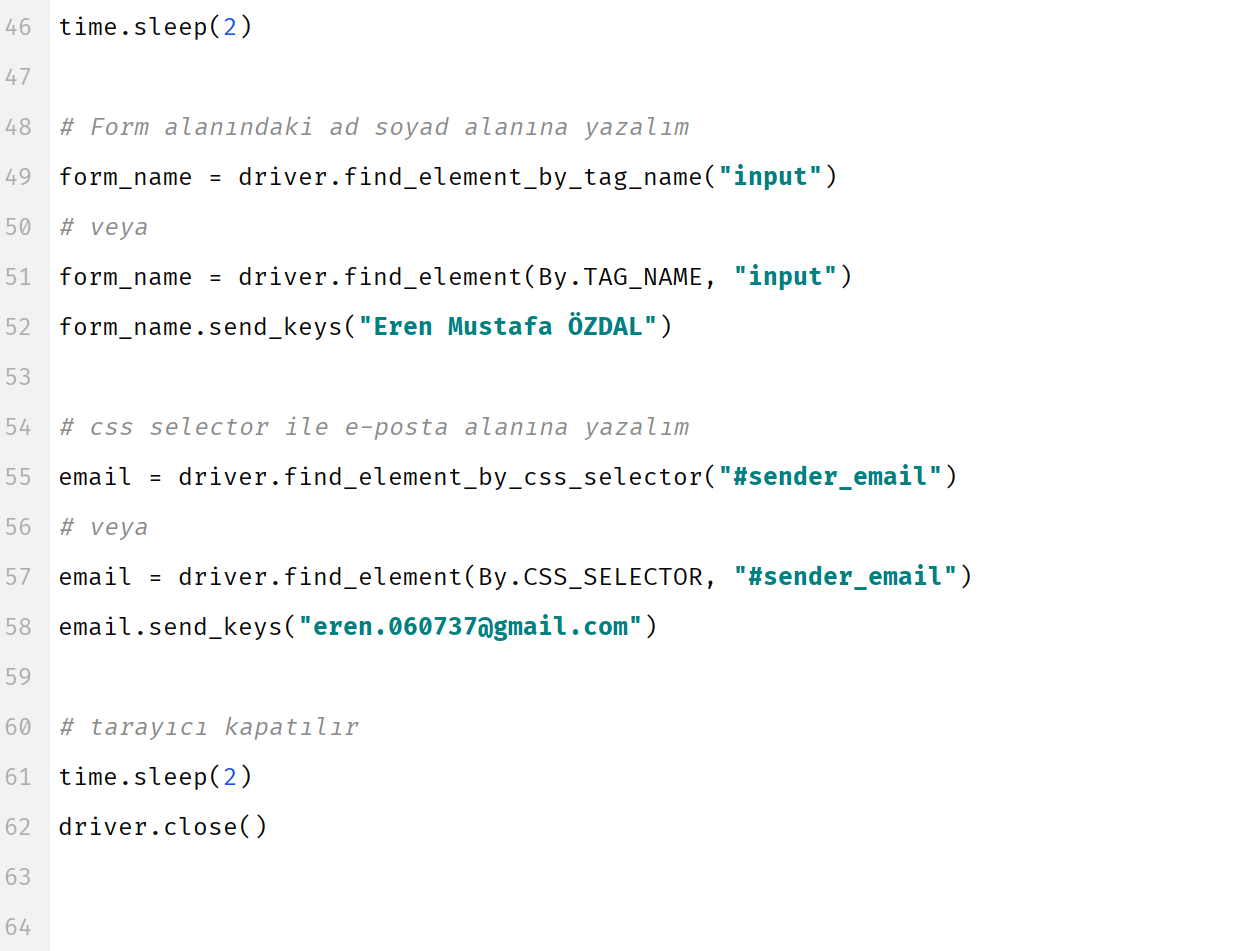 46 time.sleep(2)
47
48 # Form alanındaki ad soyad alanına yazalım
49 form_name = driver.find_element_by_tag_name("input")
50 # veya
51 form_name = driver.find_element(By.TAG_NAME, "input")
52 form_name.send_keys("Eren Mustafa ÖZDAL")
53
54 # css selector ile e-posta alanına yazalım
55 email = driver.find_element_by_css_selector("#sender_email")
56 # veya
57 email = driver.find_element(By.CSS_SELECTOR, "#sender_email")
58 email.send_keys("eren.060737@gmail.com")
59
60 # tarayıcı kapatılır
61 time.sleep(2)
62 driver.close()
63
64